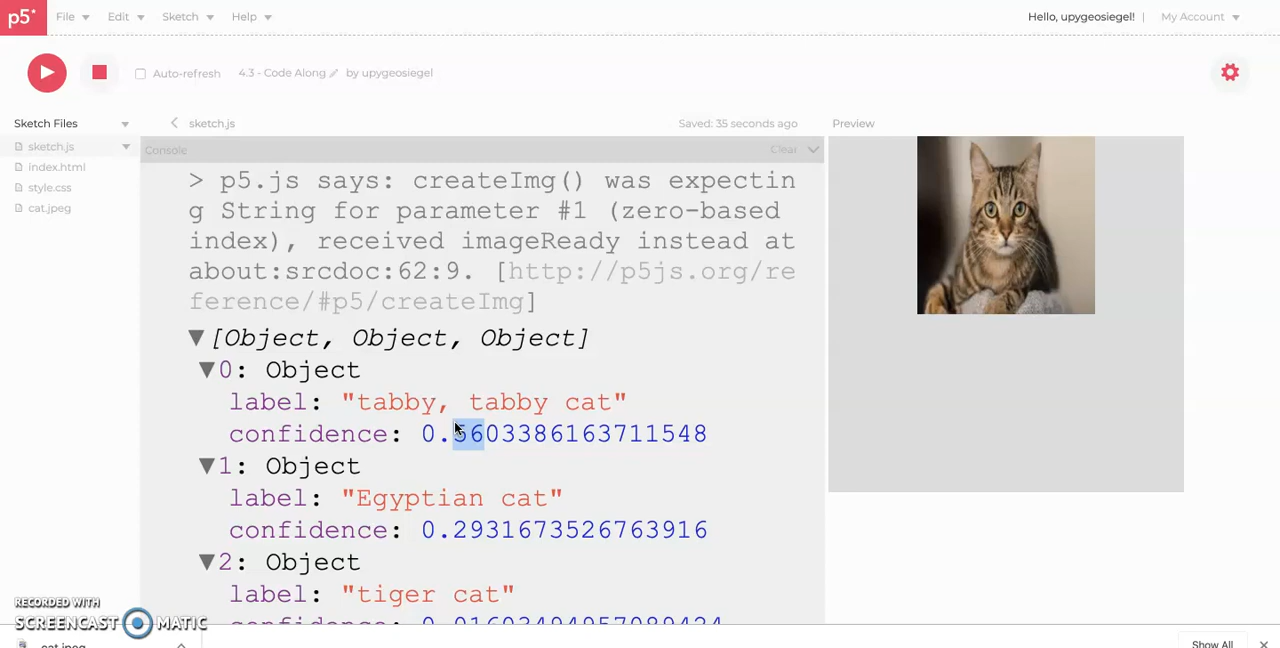 p5* File Edit Sketch Help Hello, upygeosiegel! | My Account
Auto-refresh 4.3 - Code Along by upygeosiegel
Sketch Files sketch.js Saved: 35 seconds ago Preview
sketch.js
index.html
style.css
cat.jpeg
Console Clear
> p5.js says: createImg() was expectin
g String for parameter #1 (zero-based
index), received imageReady instead at
about:srcdoc:62:9. [http://p5js.org/re
ference/#p5/createImg]
[Object, Object, Object]
0: Object
label: "tabby, tabby cat"
confidence: 0.5603386163711548
1: Object
label: "Egyptian cat"
confidence: 0.2931673526763916
2: Object
label: "tiger cat"
RECORDED WITH
SCREENCAST MATIC
cat.jpeg Show All